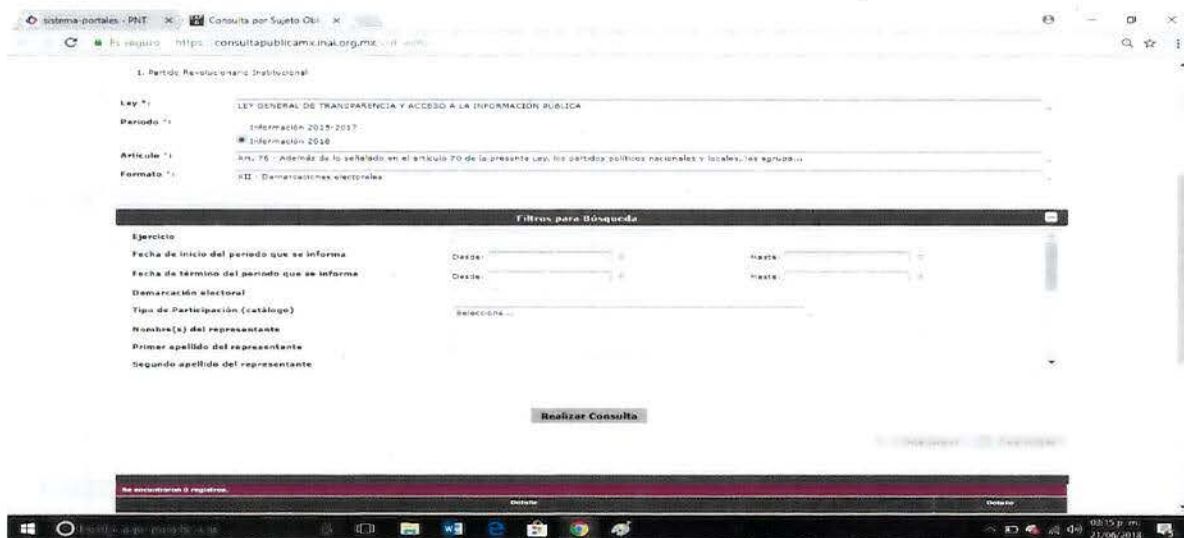 sistema-portales - PNT
Consulta por Sujeto Obl
Es seguro https consultapublicamx.inai.org.mx
1. Partido Revolucionario Institucional
Ley *: LEY GENERAL DE TRANSPARENCIA Y ACCESO A LA INFORMACIÓN PÚBLICA
Periodo *:
Información 2015-2017
Información 2018
Artículo *: Art. 76 - Además de lo señalado en el artículo 70 de la presente Ley, los partidos políticos nacionales y locales, las agrupa...
Formato *: XII - Demarcaciones electorales
Filtros para Búsqueda
Ejercicio
Fecha de inicio del periodo que se informa Desde: Hasta:
Fecha de término del periodo que se informa Desde: Hasta:
Demarcación electoral
Tipo de Participación (catálogo) Selecciona ...
Nombre(s) del representante
Primer apellido del representante
Segundo apellido del representante
Realizar Consulta
Se encontraron 0 registros.
Detalle Detalle
03:15 p. m.
21/06/2018